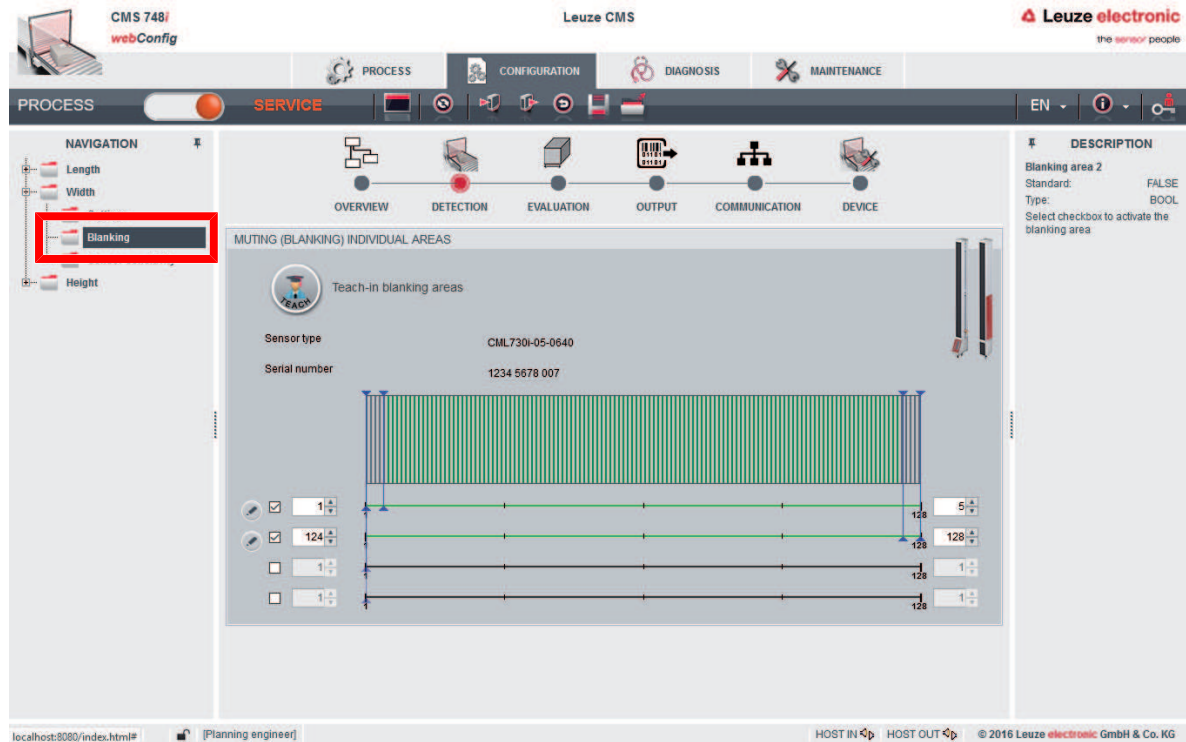 CMS 748i
webConfig
Leuze CMS
Leuze electronic
the sensor people
PROCESS
CONFIGURATION
DIAGNOSIS
MAINTENANCE
PROCESS
SERVICE
EN
NAVIGATION
Length
Width
Blanking
Height
OVERVIEW
DETECTION
EVALUATION
OUTPUT
COMMUNICATION
DEVICE
MUTING (BLANKING) INDIVIDUAL AREAS
TEACH
Teach-in blanking areas
Sensor type
CML730i-05-0640
Serial number
1234 5678 007
1 1 128 5
124 1 128 128
1 1 128 1
1 1 128 1
DESCRIPTION
Blanking area 2
Standard: FALSE
Type: BOOL
Select checkbox to activate the
blanking area
localhost:8080/index.html#
[Planning engineer]
HOST IN
HOST OUT
© 2016 Leuze electronic GmbH & Co. KG